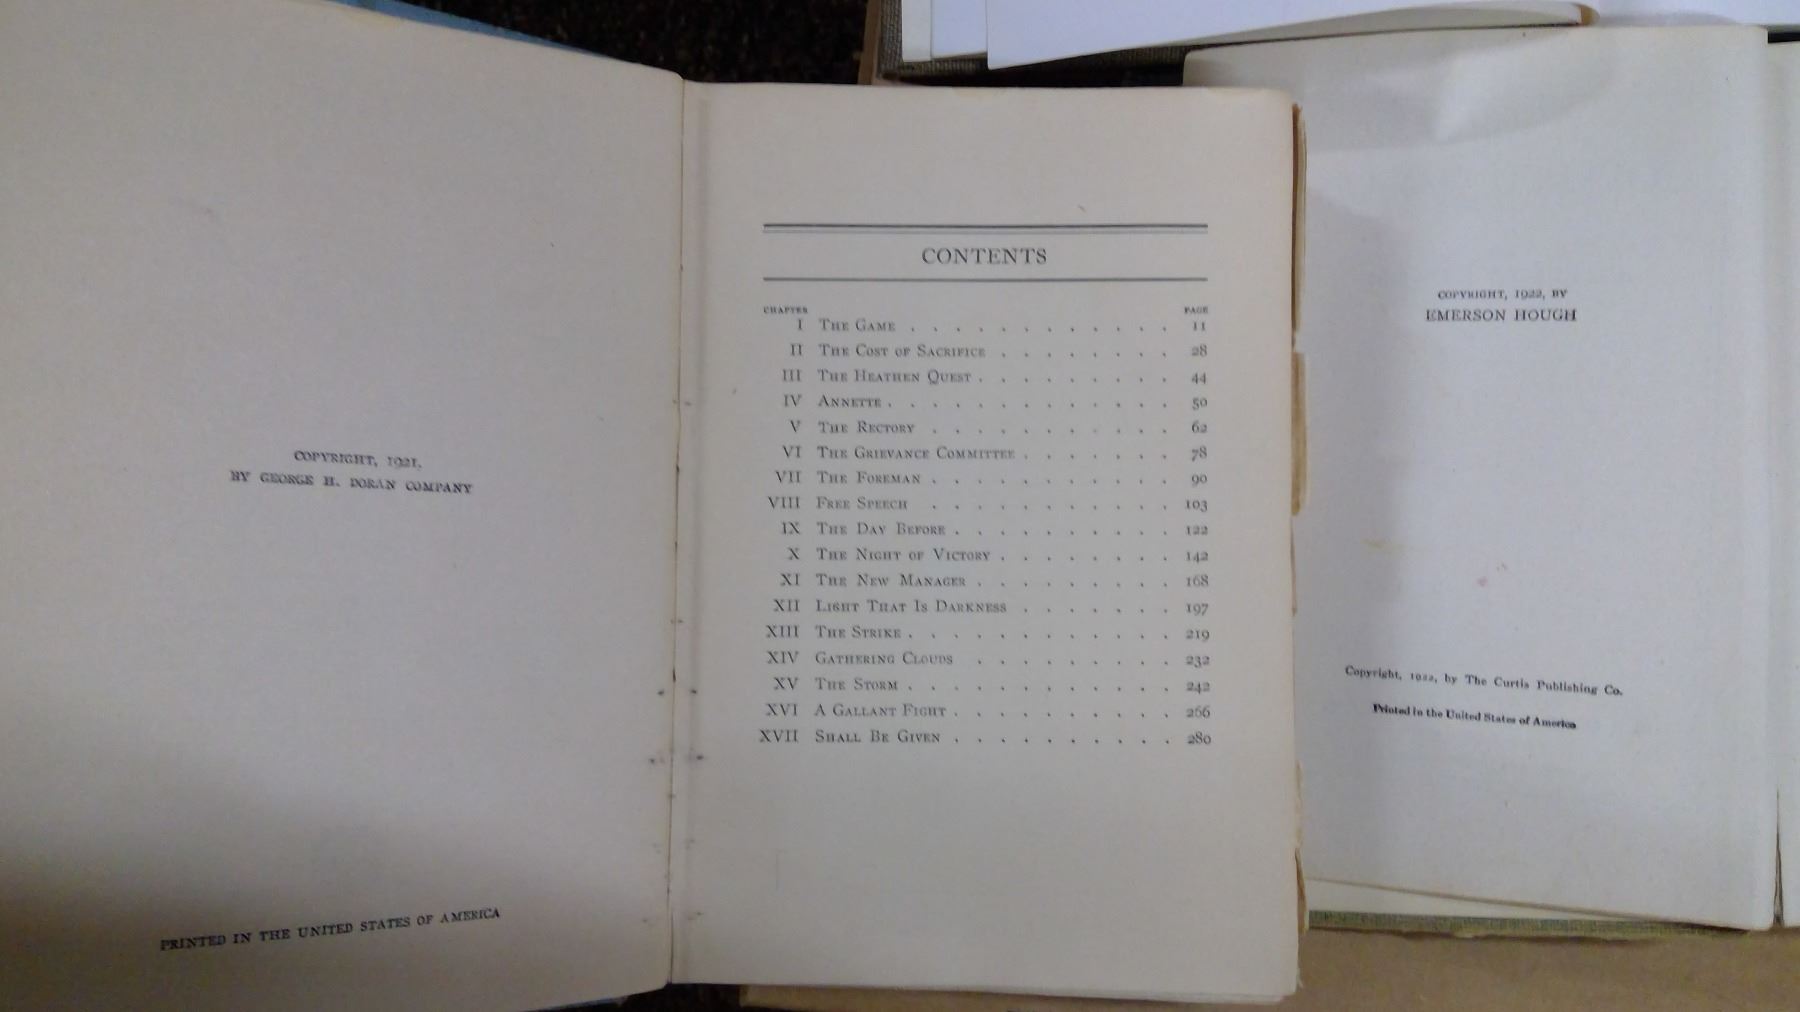 COPYRIGHT, 1921,
BY GEORGE H. DORAN COMPANY
PRINTED IN THE UNITED STATES OF AMERICA
CONTENTS
CHAPTER PAGE
I THE GAME . . . . . . . . . . . . 11
II THE COST OF SACRIFICE . . . . . . . . 28
III THE HEATHEN QUEST . . . . . . . . . 44
IV ANNETTE . . . . . . . . . . . . . 50
V THE RECTORY . . . . . . . . . . . 62
VI THE GRIEVANCE COMMITTEE . . . . . . . 78
VII THE FOREMAN . . . . . . . . . . . 90
VIII FREE SPEECH . . . . . . . . . . . 103
IX THE DAY BEFORE . . . . . . . . . . 122
X THE NIGHT OF VICTORY . . . . . . . . 142
XI THE NEW MANAGER . . . . . . . . . 168
XII LIGHT THAT IS DARKNESS . . . . . . . 197
XIII THE STRIKE . . . . . . . . . . . . 219
XIV GATHERING CLOUDS . . . . . . . . . 232
XV THE STORM . . . . . . . . . . . . 242
XVI A GALLANT FIGHT . . . . . . . . . . 266
XVII SHALL BE GIVEN . . . . . . . . . . 280
COPYRIGHT, 1922, BY
EMERSON HOUGH
Copyright, 1922, by The Curtis Publishing Co.
Printed in the United States of America